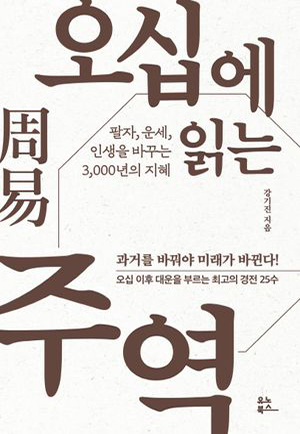 오십에
읽는
周易
팔자, 운세,
인생을 바꾸는
3,000년의 지혜
강기진 지음
과거를 바꿔야 미래가 바뀐다!
오십 이후 대운을 부르는 최고의 경전 25수
주역
유노
북스